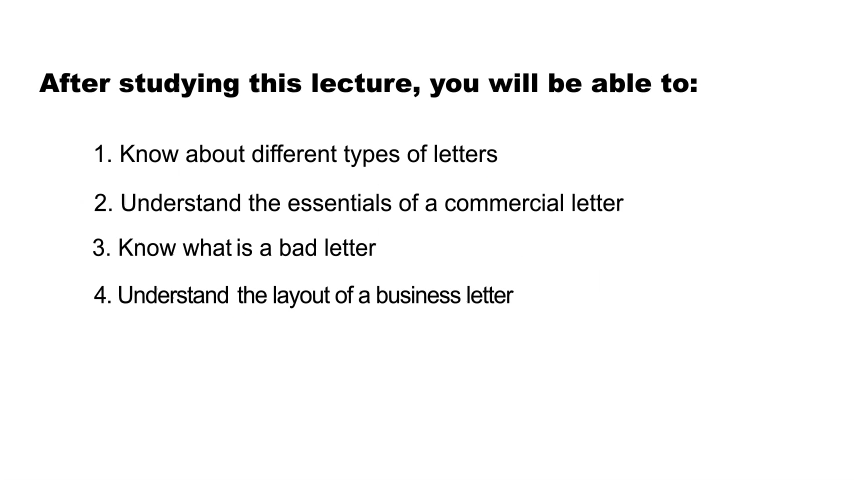 After studying this lecture, you will be able to:
1. Know about different types of letters
2. Understand the essentials of a commercial letter
3. Know what is a bad letter
4. Understand the layout of a business letter